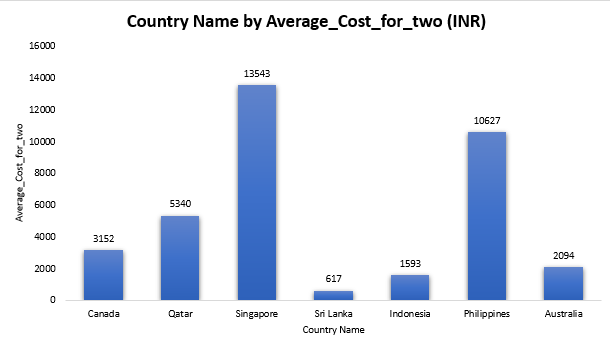 Country Name by Average_Cost_for_two (INR)
Average_Cost_for_two
16000
14000
12000
10000
8000
6000
4000
2000
0
3152
5340
13543
617
1593
10627
2094
Canada
Qatar
Singapore
Sri Lanka
Indonesia
Philippines
Australia
Country Name